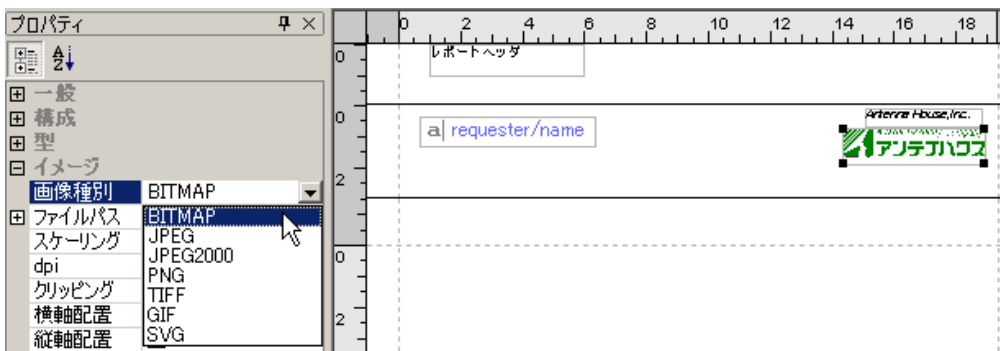 プロパティ
一般
構成
型
イメージ
画像種別 BITMAP
ファイルパス BITMAP
スケーリング JPEG
dpi JPEG2000
クリッピング PNG
横軸配置 TIFF
縦軸配置 GIF
SVG
0 2 4 6 8 10 12 14 16 18
0
レポートヘッダ
0
a requester/name
Antenna House,Inc.
アンテナハウス
2
0
2